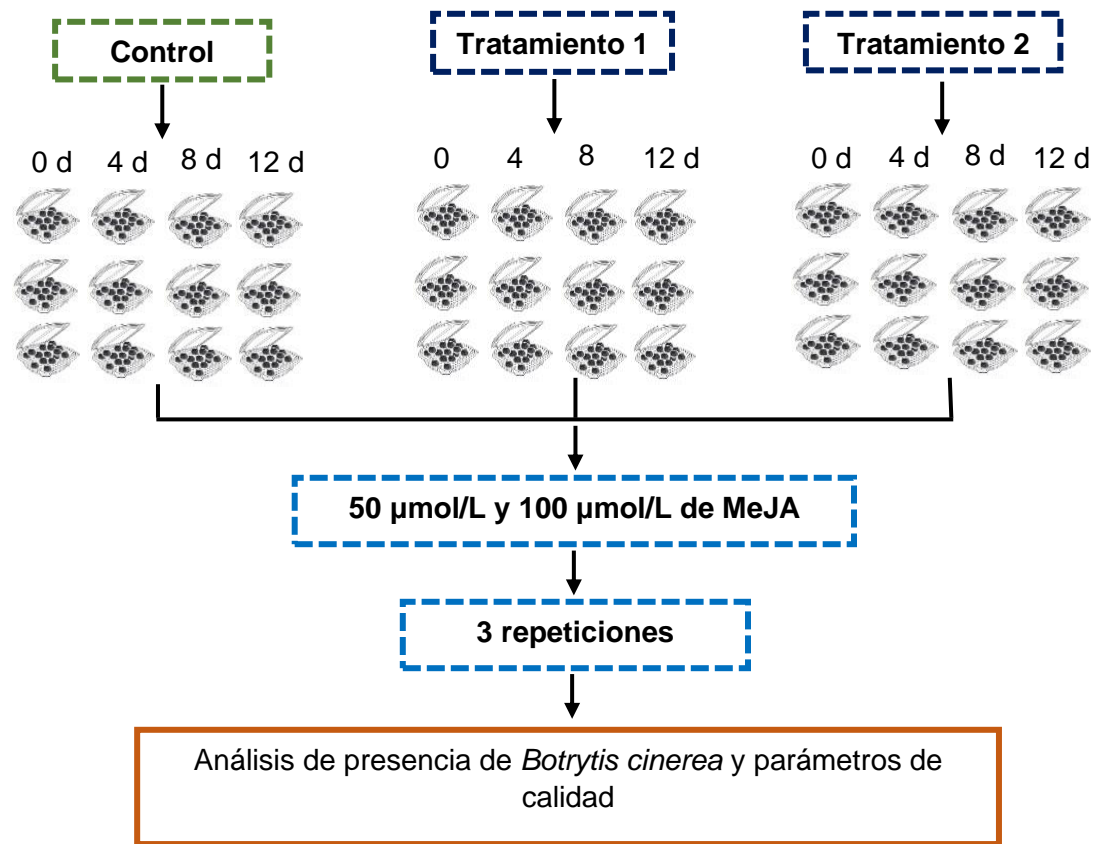 Control
Tratamiento 1
Tratamiento 2
0 d 4 d 8 d 12 d
0 4 8 12 d
0 d 4 d 8 d 12 d
50 µmol/L y 100 µmol/L de MeJA
3 repeticiones
Análisis de presencia de Botrytis cinerea y parámetros de
calidad